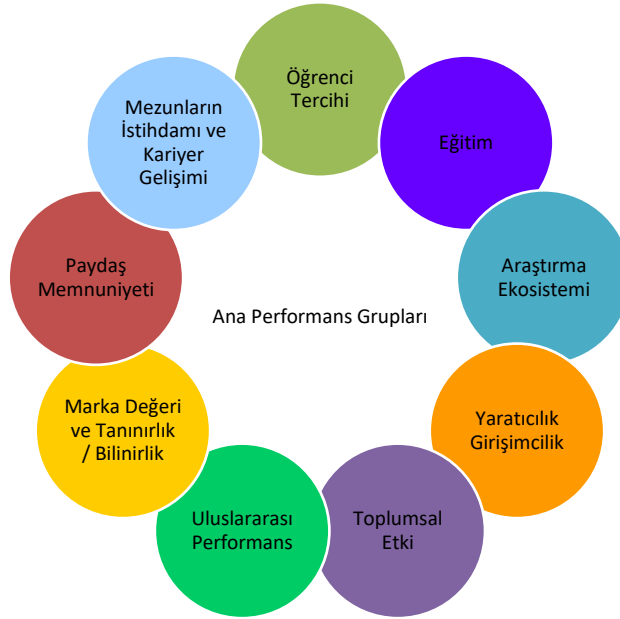 Öğrenci
Tercihi
Eğitim
Araştırma
Ekosistemi
Yaratıcılık
Girişimcilik
Toplumsal
Etki
Uluslararası
Performans
Marka Değeri
ve Tanınırlık
/ Bilinirlik
Paydaş
Memnuniyeti
Mezunların
İstihdamı ve
Kariyer
Gelişimi
Ana Performans Grupları